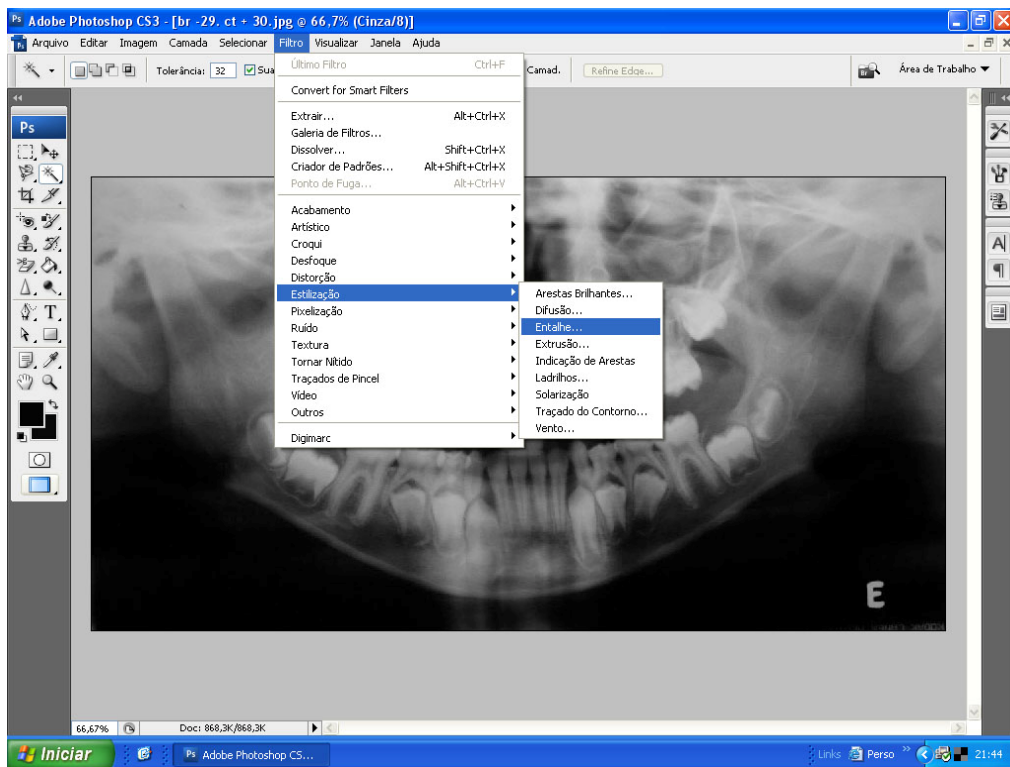 Adobe Photoshop CS3 - [br -29. ct + 30.jpg @ 66,7% (Cinza/8)]
Arquivo Editar Imagem Camada Selecionar Filtro Visualizar Janela Ajuda
Tolerância: 32 Sua Camad. Refine Edge... Área de Trabalho
Ps
Último Filtro Ctrl+F
Convert for Smart Filters
Extrair... Alt+Ctrl+X
Galeria de Filtros...
Dissolver... Shift+Ctrl+X
Criador de Padrões... Alt+Shift+Ctrl+X
Ponto de Fuga... Alt+Ctrl+V
Acabamento
Artístico
Croqui
Desfoque
Distorção
Estilização
Pixelização
Ruído
Textura
Tornar Nítido
Traçados de Pincel
Vídeo
Outros
Digimarc
Arestas Brilhantes...
Difusão...
Entalhe...
Extrusão...
Indicação de Arestas
Ladrilhos...
Solarização
Traçado do Contorno...
Vento...
E
66,67% Doc: 868,3K/868,3K
Iniciar Ps Adobe Photoshop CS... Links Perso 21:44